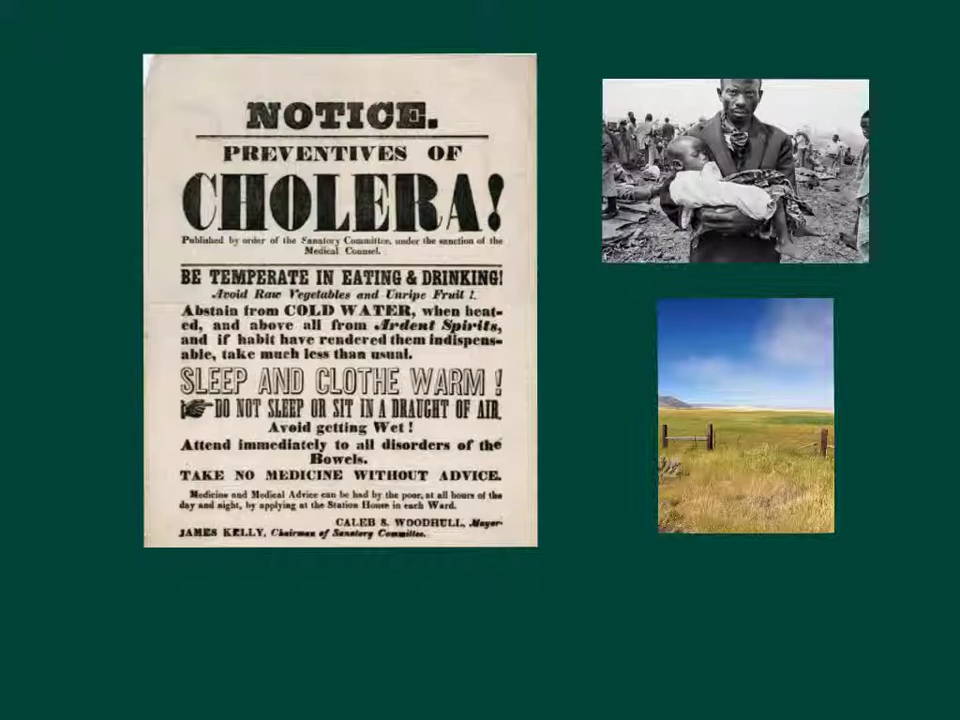 NOTICE.
PREVENTIVES OF
CHOLERA!
Published by order of the Sanatory Committee, under the sanction of the
Medical Counsel.
BE TEMPERATE IN EATING & DRINKING!
Avoid Raw Vegetables and Unripe Fruit!
Abstain from COLD WATER, when heat-
ed, and above all from Ardent Spirits,
and if habit have rendered them indispens-
able, take much less than usual.
SLEEP AND CLOTHE WARM!
DO NOT SLEEP OR SIT IN A DRAUGHT OF AIR.
Avoid getting Wet!
Attend immediately to all disorders of the
Bowels.
TAKE NO MEDICINE WITHOUT ADVICE.
Medicine and Medical Advice can be had by the poor, at all hours of the
day and night, by applying at the Station House in each Ward.
CALEB S. WOODHULL, Mayor
JAMES KELLY, Chairman of Sanatory Committee.